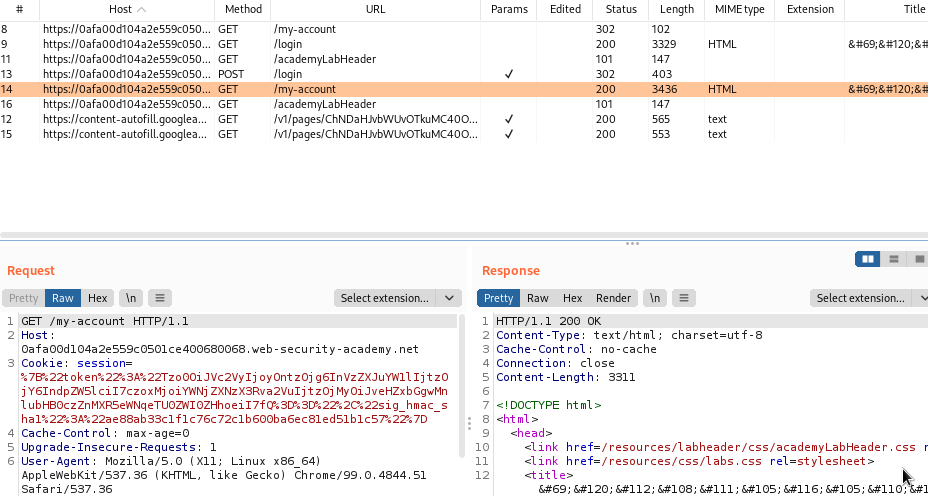 # Host Method URL Params Edited Status Length MIME type Extension Title
8 https://0afa00d104a2e559c050... GET /my-account 302 102
9 https://0afa00d104a2e559c050... GET /login 200 3329 HTML &#69;&#120;&#
11 https://0afa00d104a2e559c050... GET /academyLabHeader 101 147
13 https://0afa00d104a2e559c050... POST /login ✓ 302 403
14 https://0afa00d104a2e559c050... GET /my-account 200 3436 HTML &#69;&#120;&#
16 https://0afa00d104a2e559c050... GET /academyLabHeader 101 147
12 https://content-autofill.googlea... GET /v1/pages/ChNDaHJvbWUvOTkuMC40O... ✓ 200 565 text
15 https://content-autofill.googlea... GET /v1/pages/ChNDaHJvbWUvOTkuMC40O... ✓ 200 553 text
Request
Pretty Raw Hex \n Select extension...
1 GET /my-account HTTP/1.1
2 Host:
0afa00d104a2e559c0501ce400680068.web-security-academy.net
3 Cookie: session=
%7B%22token%22%3A%22Tzo0OiJVc2VyIjoyOntzOjg6InVzZXJuYW1lIjtzO
jY6IndpZW5lciI7czoxMjoiYWNjZXNzX3Rva2VuIjtzOjMyOiJveHZxbGgwMn
lubHB0czZnMXR5eWNqeTU0ZWI0ZHhoeiI7fQ%3D%3D%22%2C%22sig_hmac_s
ha1%22%3A%22ae88ab33c1f1c76c72c1b600ba6ec81ed51b1c57%22%7D
4 Cache-Control: max-age=0
5 Upgrade-Insecure-Requests: 1
6 User-Agent: Mozilla/5.0 (X11; Linux x86_64)
AppleWebKit/537.36 (KHTML, like Gecko) Chrome/99.0.4844.51
Safari/537.36
Response
Pretty Raw Hex Render \n Select extension...
1 HTTP/1.1 200 OK
2 Content-Type: text/html; charset=utf-8
3 Cache-Control: no-cache
4 Connection: close
5 Content-Length: 3311
6
7 <!DOCTYPE html>
8 <html>
9 <head>
10 <link href=/resources/labheader/css/academyLabHeader.css
11 <link href=/resources/css/labs.css rel=stylesheet>
12 <title>
&#69;&#120;&#112;&#108;&#111;&#105;&#116;&#105;&#110;&#1